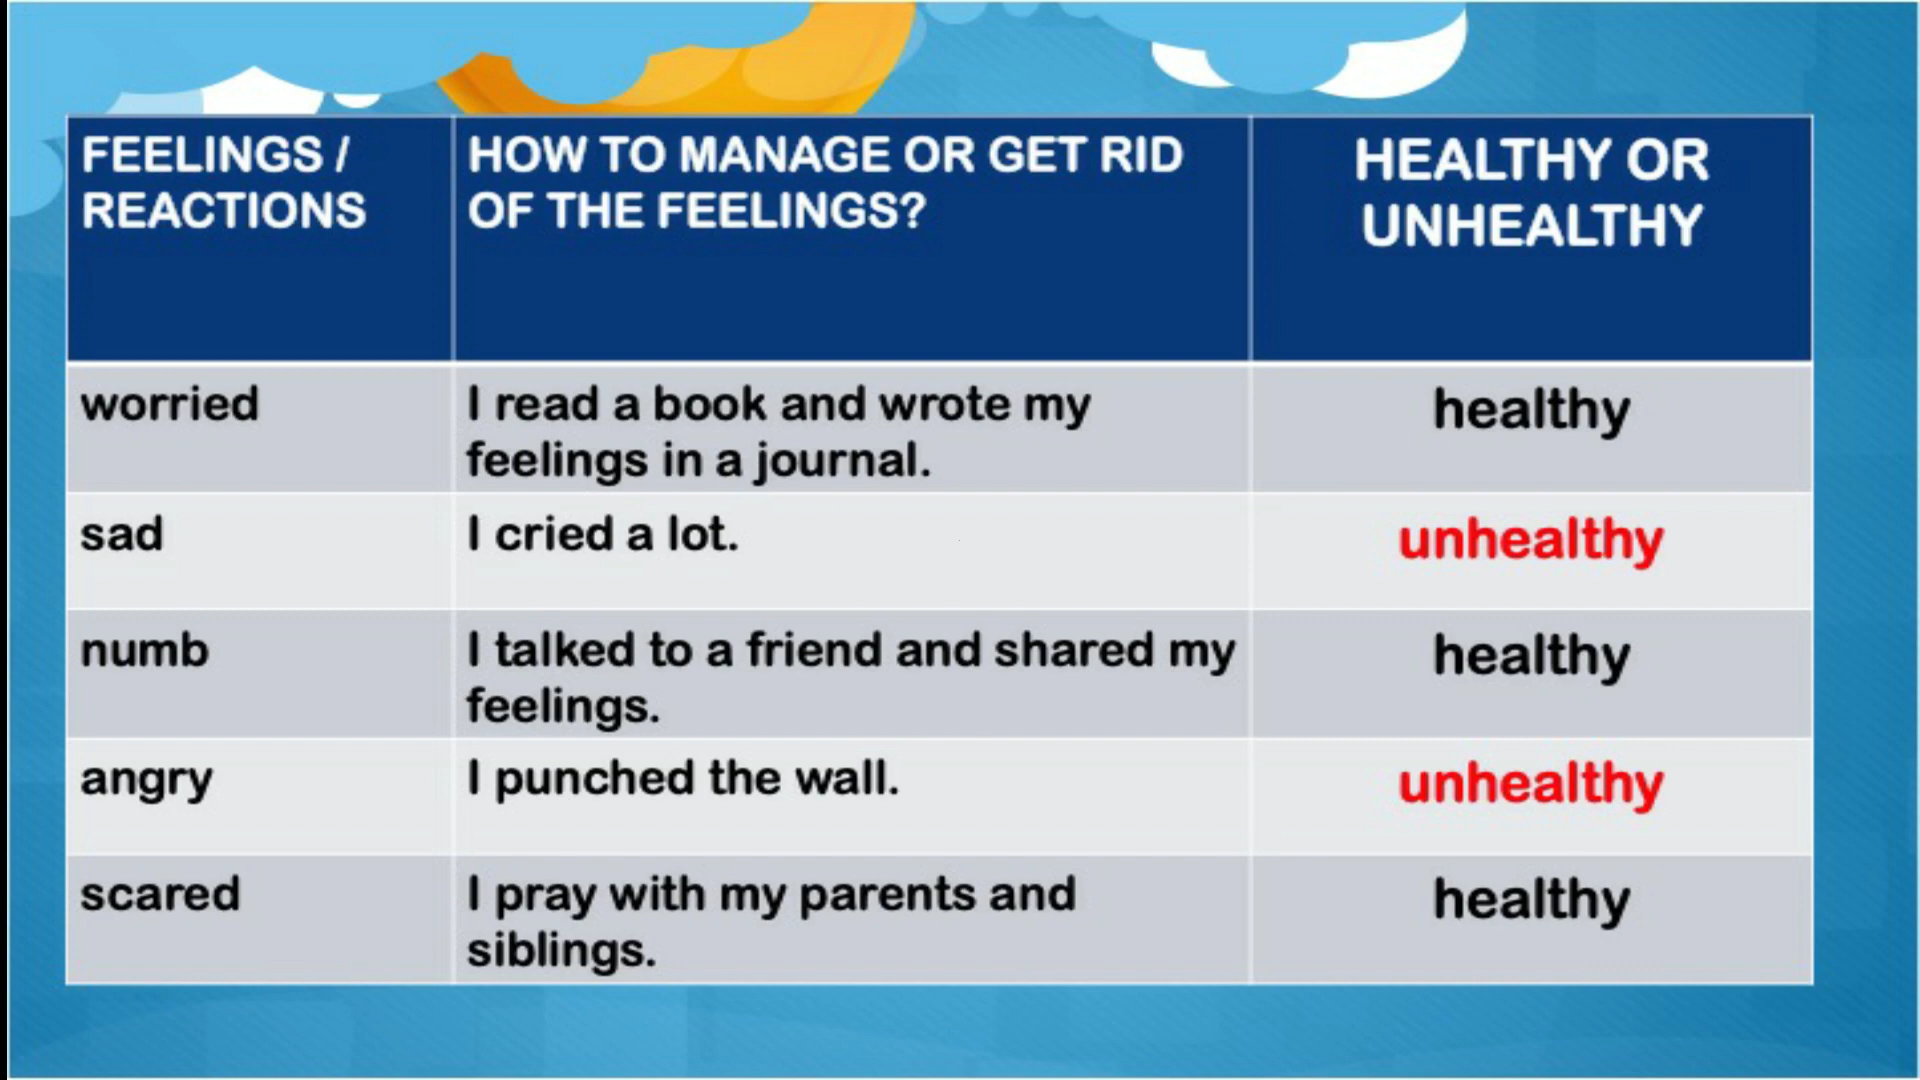 FEELINGS /
REACTIONS
HOW TO MANAGE OR GET RID
OF THE FEELINGS?
HEALTHY OR
UNHEALTHY
worried
I read a book and wrote my
feelings in a journal.
healthy
sad
I cried a lot.
unhealthy
numb
I talked to a friend and shared my
feelings.
healthy
angry
I punched the wall.
unhealthy
scared
I pray with my parents and
siblings.
healthy